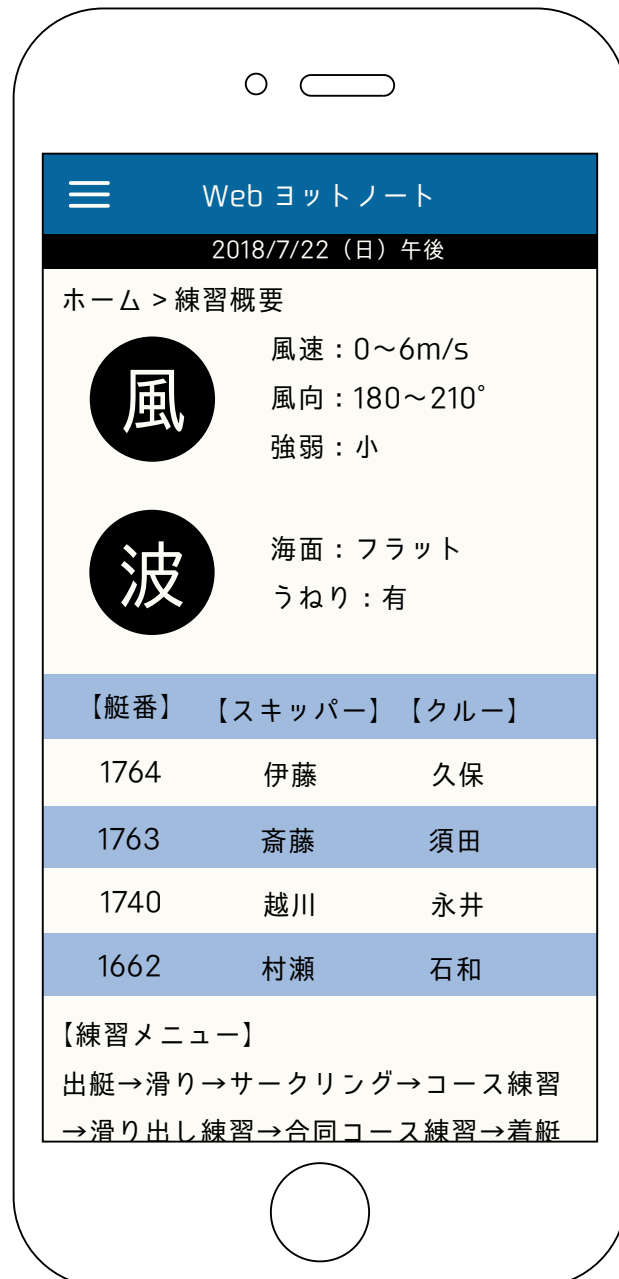 Web ヨットノート
2018/7/22（日）午後
ホーム > 練習概要
風
風速：0～6m/s
風向：180～210°
強弱：小
波
海面：フラット
うねり：有
【艇番】 【スキッパー】 【クルー】
1764 伊藤 久保
1763 斎藤 須田
1740 越川 永井
1662 村瀬 石和
【練習メニュー】
出艇→滑り→サークリング→コース練習
→滑り出し練習→合同コース練習→着艇